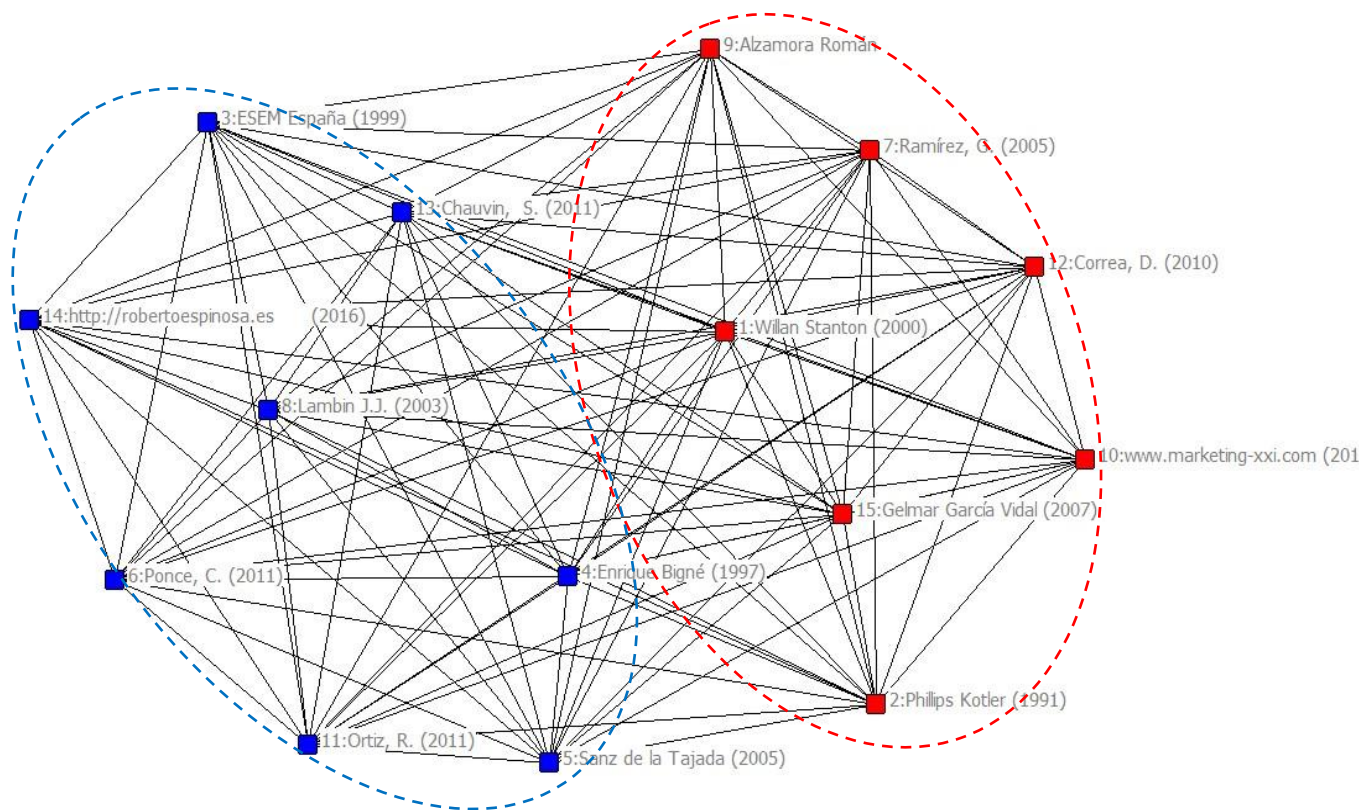 9:Alzamora Román
3:ESEM España (1999)
7:Ramírez, G. (2005)
13:Chauvin, S. (2011)
12:Correa, D. (2010)
14:http://robertoespinosa.es (2016)
1:Willan Stanton (2000)
8:Lambin J.J. (2003)
10:www.marketing-xxi.com (201
15:Gelmar García Vidal (2007)
6:Ponce, C. (2011)
4:Enrique Bigné (1997)
2:Philips Kotler (1991)
11:Ortiz, R. (2011)
5:Sanz de la Tajada (2005)